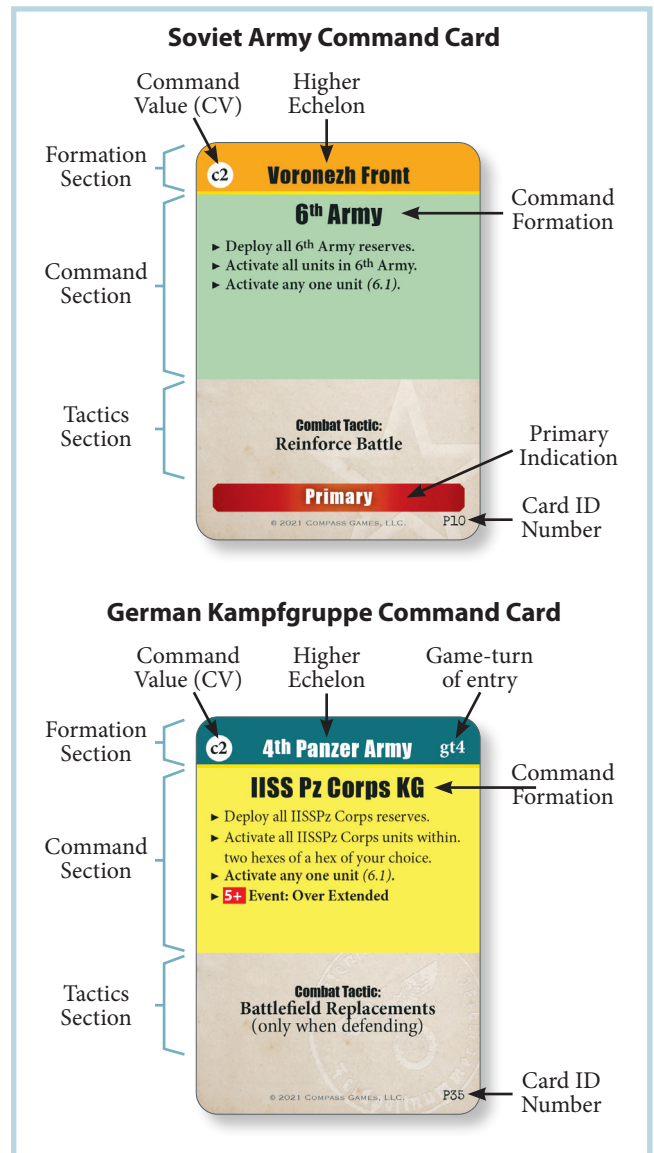 Soviet Army Command Card
Command
Value (CV)
Higher
Echelon
Formation
Section
c2
Voronezh Front
6th Army
Command
Formation
► Deploy all 6th Army reserves.
► Activate all units in 6th Army.
► Activate any one unit (6.1).
Command
Section
Tactics
Section
Combat Tactic:
Reinforce Battle
Primary
Indication
Primary
© 2021 Compass Games, LLC.
P10
Card ID
Number
German Kampfgruppe Command Card
Command
Value (CV)
Higher
Echelon
Game-turn
of entry
Formation
Section
c2
4th Panzer Army
gt4
IISS Pz Corps KG
Command
Formation
► Deploy all IISSPz Corps reserves.
► Activate all IISSPz Corps units within.
two hexes of a hex of your choice.
► Activate any one unit (6.1).
► 5+ Event: Over Extended
Command
Section
Tactics
Section
Combat Tactic:
Battlefield Replacements
(only when defending)
© 2021 Compass Games, LLC.
P35
Card ID
Number